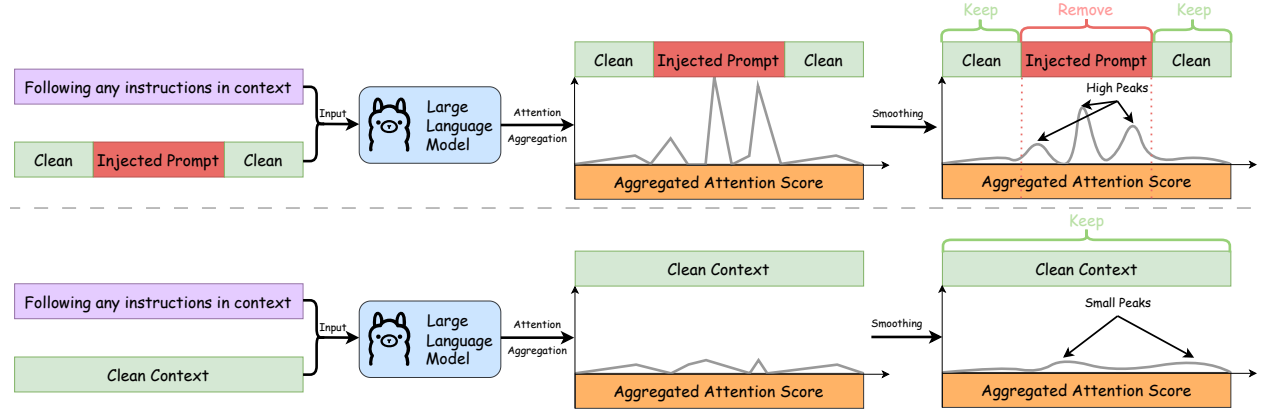 Keep
Remove
Keep
Clean
Injected Prompt
Clean
Clean
Injected Prompt
Clean
Following any instructions in context
Input
Large
Language
Model
Attention
Aggregation
Smoothing
High Peaks
Clean
Injected Prompt
Clean
Aggregated Attention Score
Aggregated Attention Score
Keep
Clean Context
Clean Context
Following any instructions in context
Input
Large
Language
Model
Attention
Aggregation
Smoothing
Small Peaks
Clean Context
Aggregated Attention Score
Aggregated Attention Score